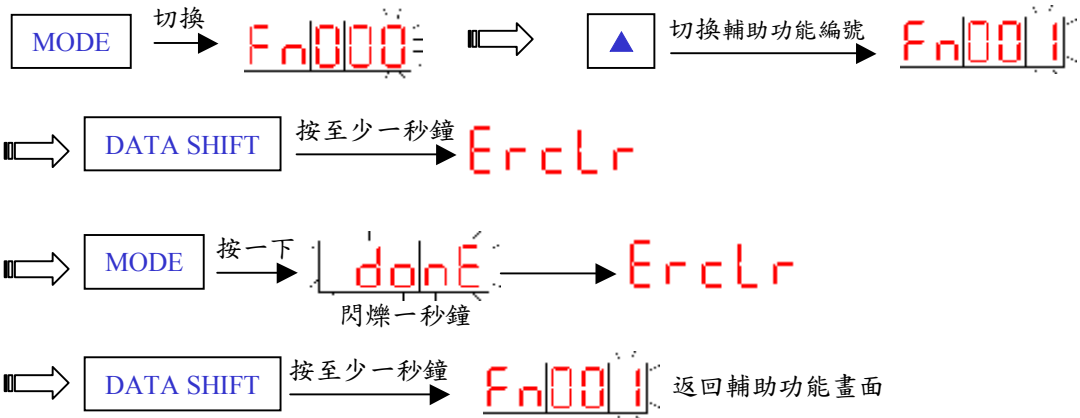 MODE 切換 Fn000 ▲ 切換輔助功能編號 Fn001
DATA SHIFT 按至少一秒鐘 Erclr
MODE 按一下 donE Erclr
閃爍一秒鐘
DATA SHIFT 按至少一秒鐘 Fn001 返回輔助功能畫面